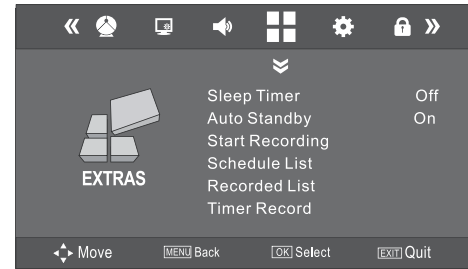 Sleep Timer Off
Auto Standby On
Start Recording
Schedule List
Recorded List
Timer Record
EXTRAS
Move MENU Back OK Select EXIT Quit